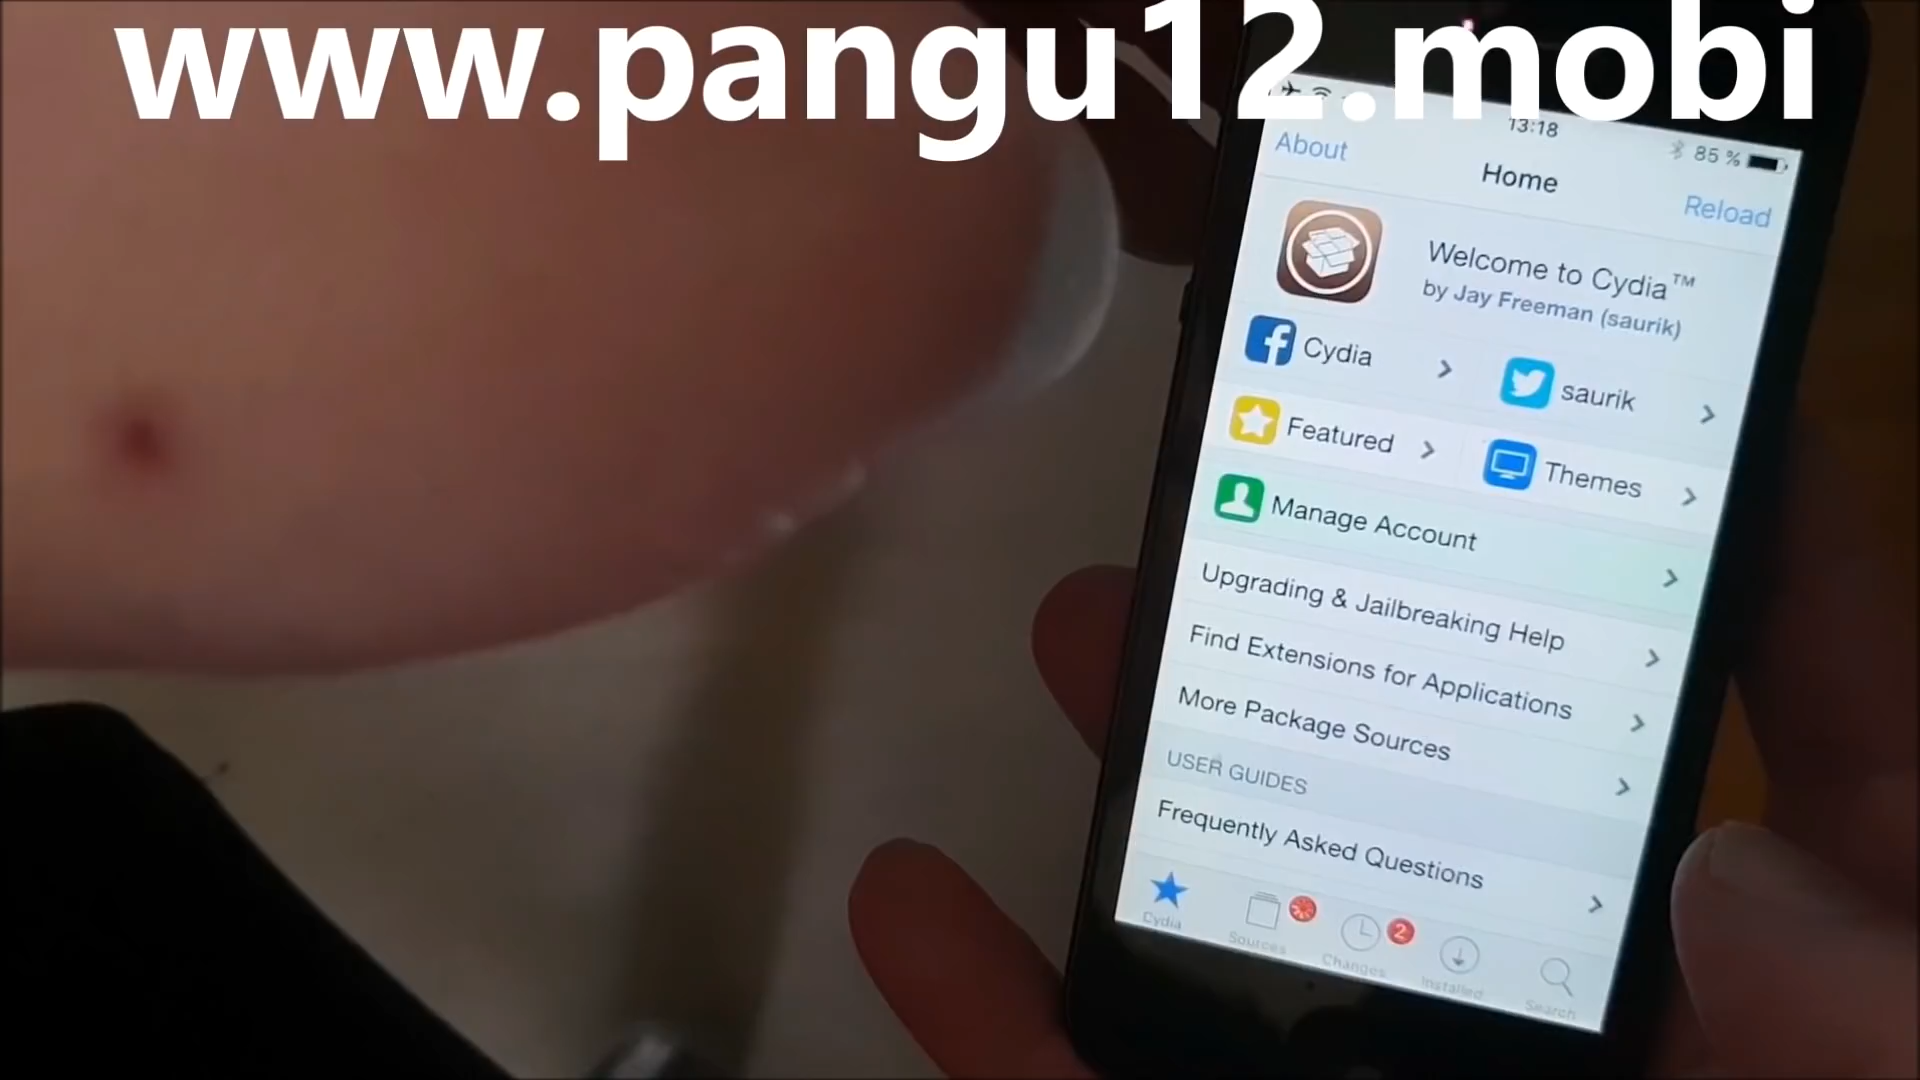 www.pangu12.mobi
13:18
85 %
About
Home
Reload
Welcome to Cydia™
by Jay Freeman (saurik)
Cydia
saurik
Featured
Themes
Manage Account
Upgrading & Jailbreaking Help
Find Extensions for Applications
More Package Sources
USER GUIDES
Frequently Asked Questions
Cydia
Sources
2
Changes
Installed
Search